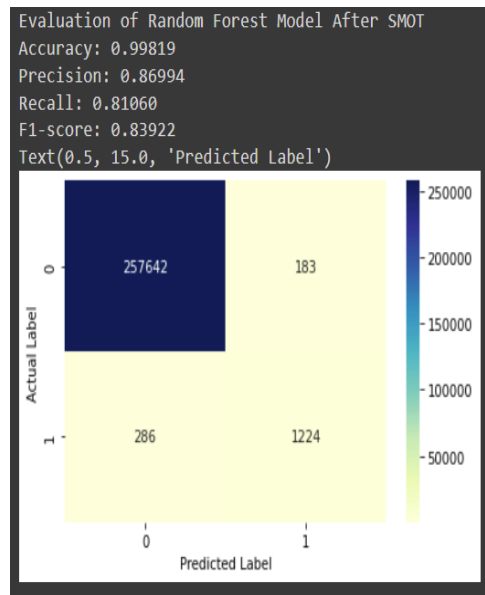 Evaluation of Random Forest Model After SMOT
Accuracy: 0.99819
Precision: 0.86994
Recall: 0.81060
F1-score: 0.83922
Text(0.5, 15.0, 'Predicted Label')
250000
200000
150000
100000
50000
Actual Label
0
257642 183
1
286 1224
0 1
Predicted Label